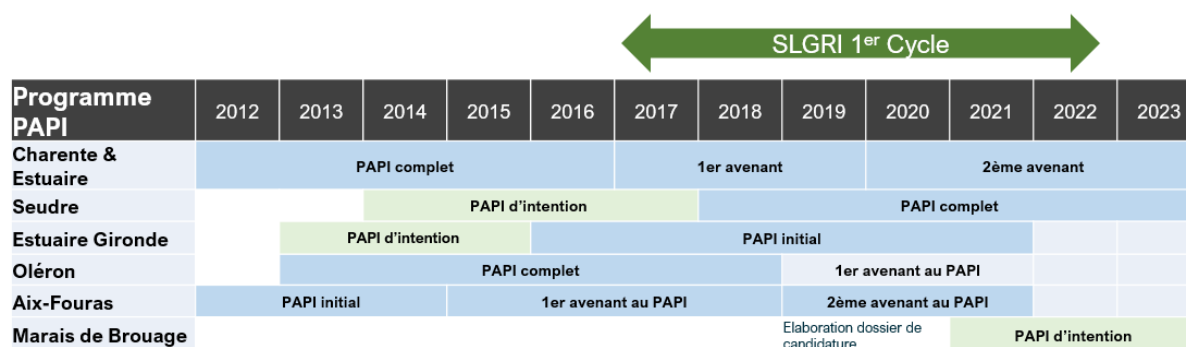 SLGRI 1er Cycle
Programme PAPI 2012 2013 2014 2015 2016 2017 2018 2019 2020 2021 2022 2023
Charente & Estuaire PAPI complet 1er avenant 2ème avenant
Seudre PAPI d'intention PAPI complet
Estuaire Gironde PAPI d'intention PAPI initial
Oléron PAPI complet 1er avenant au PAPI
Aix-Fouras PAPI initial 1er avenant au PAPI 2ème avenant au PAPI
Marais de Brouage Elaboration dossier de candidature PAPI d'intention